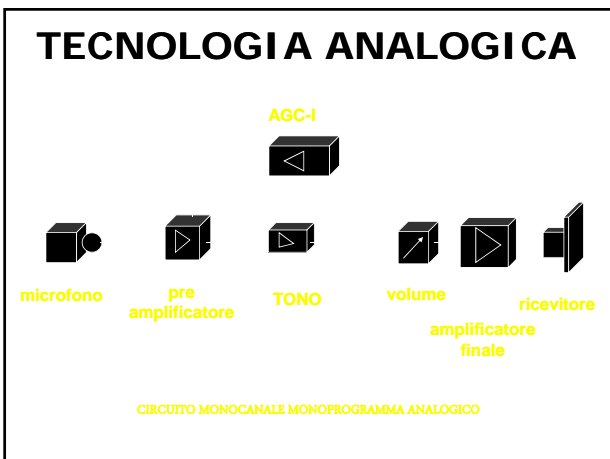 TECNOLOGIA ANALOGICA
AGC-I
microfono
pre
amplificatore
TONO
volume
amplificatore
finale
ricevitore
CIRCUITO MONOCANALE MONOPROGRAMMA ANALOGICO